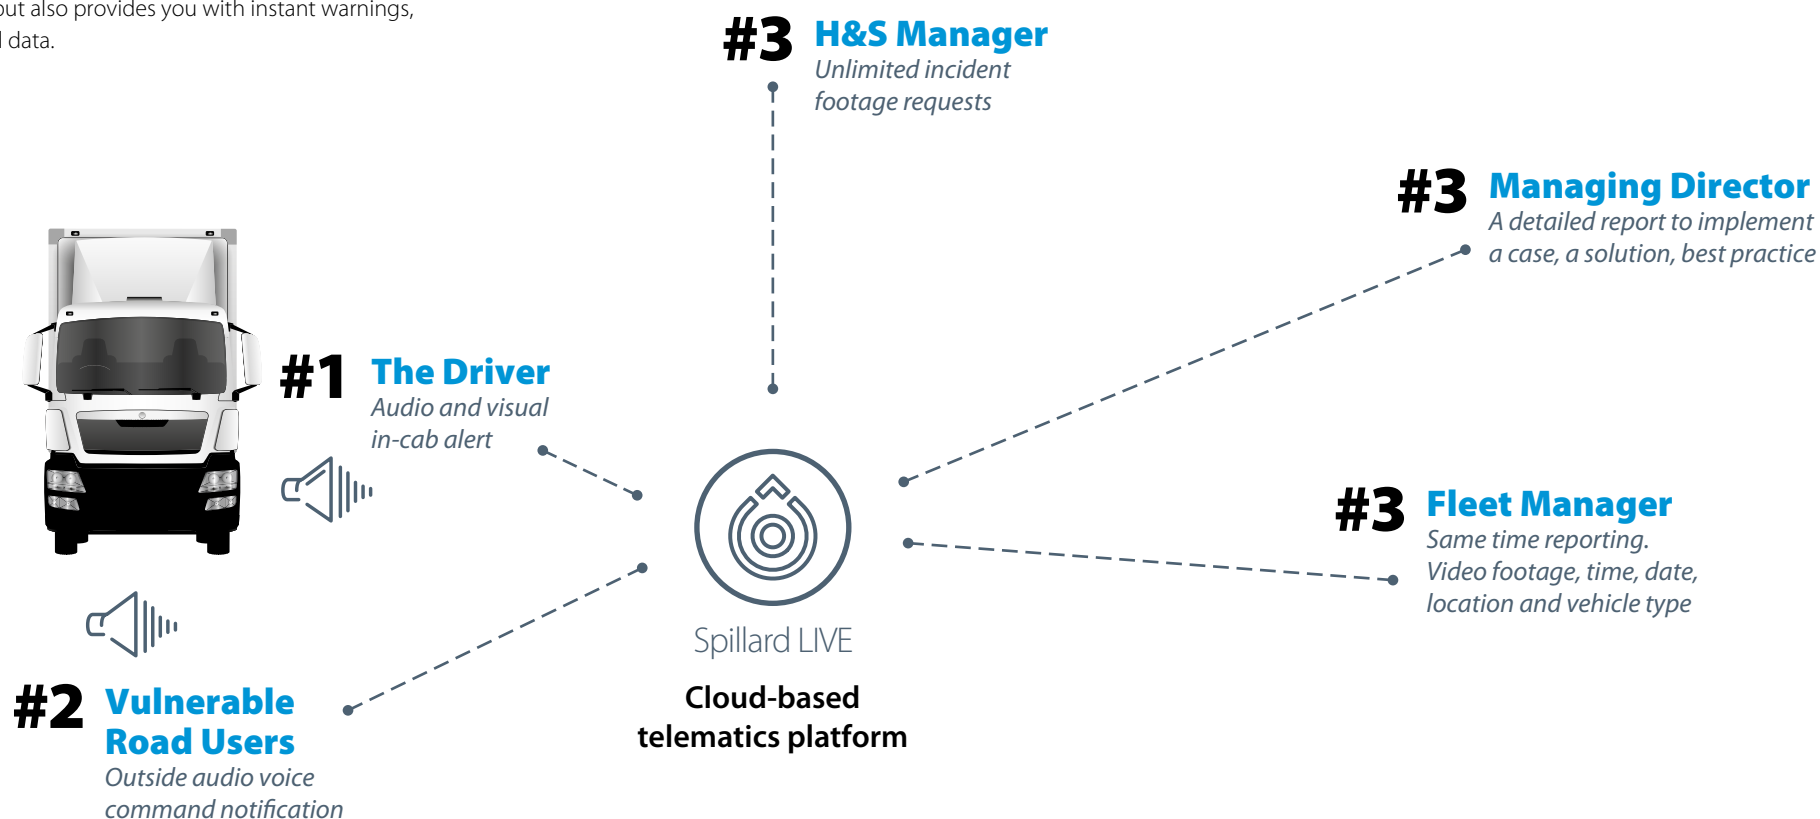 but also provides you with instant warnings,
data.
#3 H&S Manager
Unlimited incident
footage requests
#3 Managing Director
A detailed report to implement
a case, a solution, best practice
#1 The Driver
Audio and visual
in-cab alert
#3 Fleet Manager
Same time reporting.
Video footage, time, date,
location and vehicle type
Spillard LIVE
Cloud-based
telematics platform
#2 Vulnerable
Road Users
Outside audio voice
command notification